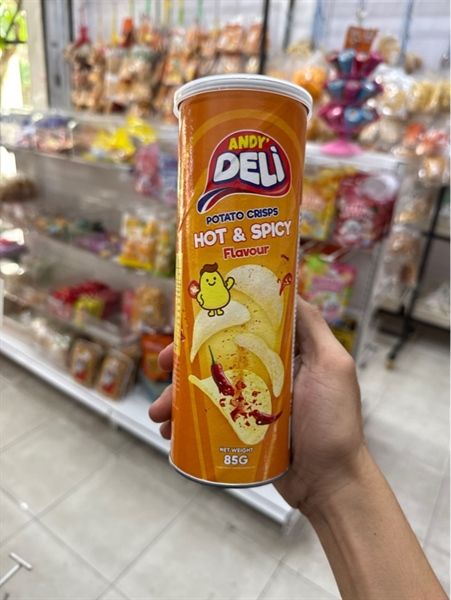 ANDY'
DELi
POTATO CRISPS
HOT & SPICY
Flavour
NET WEIGHT
85G